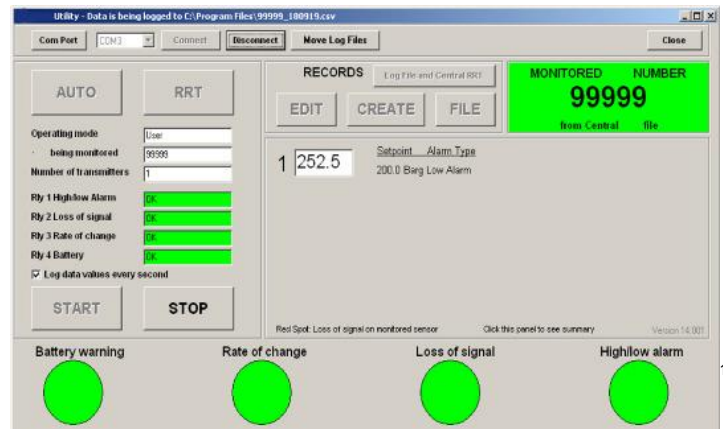 Utility - Data is being logged to C:\Program Files\99999_100919.csv
Com Port COM3 Connect Disconnect Move Log Files Close
AUTO RRT
Operating mode User
being monitored 99999
Number of transmitters 1
Rly 1 High/low Alarm OK
Rly 2 Loss of signal OK
Rly 3 Rate of change OK
Rly 4 Battery OK
Log data values every second
START STOP
RECORDS Log File and Central RRT
EDIT CREATE FILE
MONITORED NUMBER
99999
from Central file
Setpoint Alarm Type
1 252.5 200.0 Barg Low Alarm
Red Spot: Loss of signal on monitored sensor Click this panel to see summary Version 14.801
Battery warning Rate of change Loss of signal High/low alarm